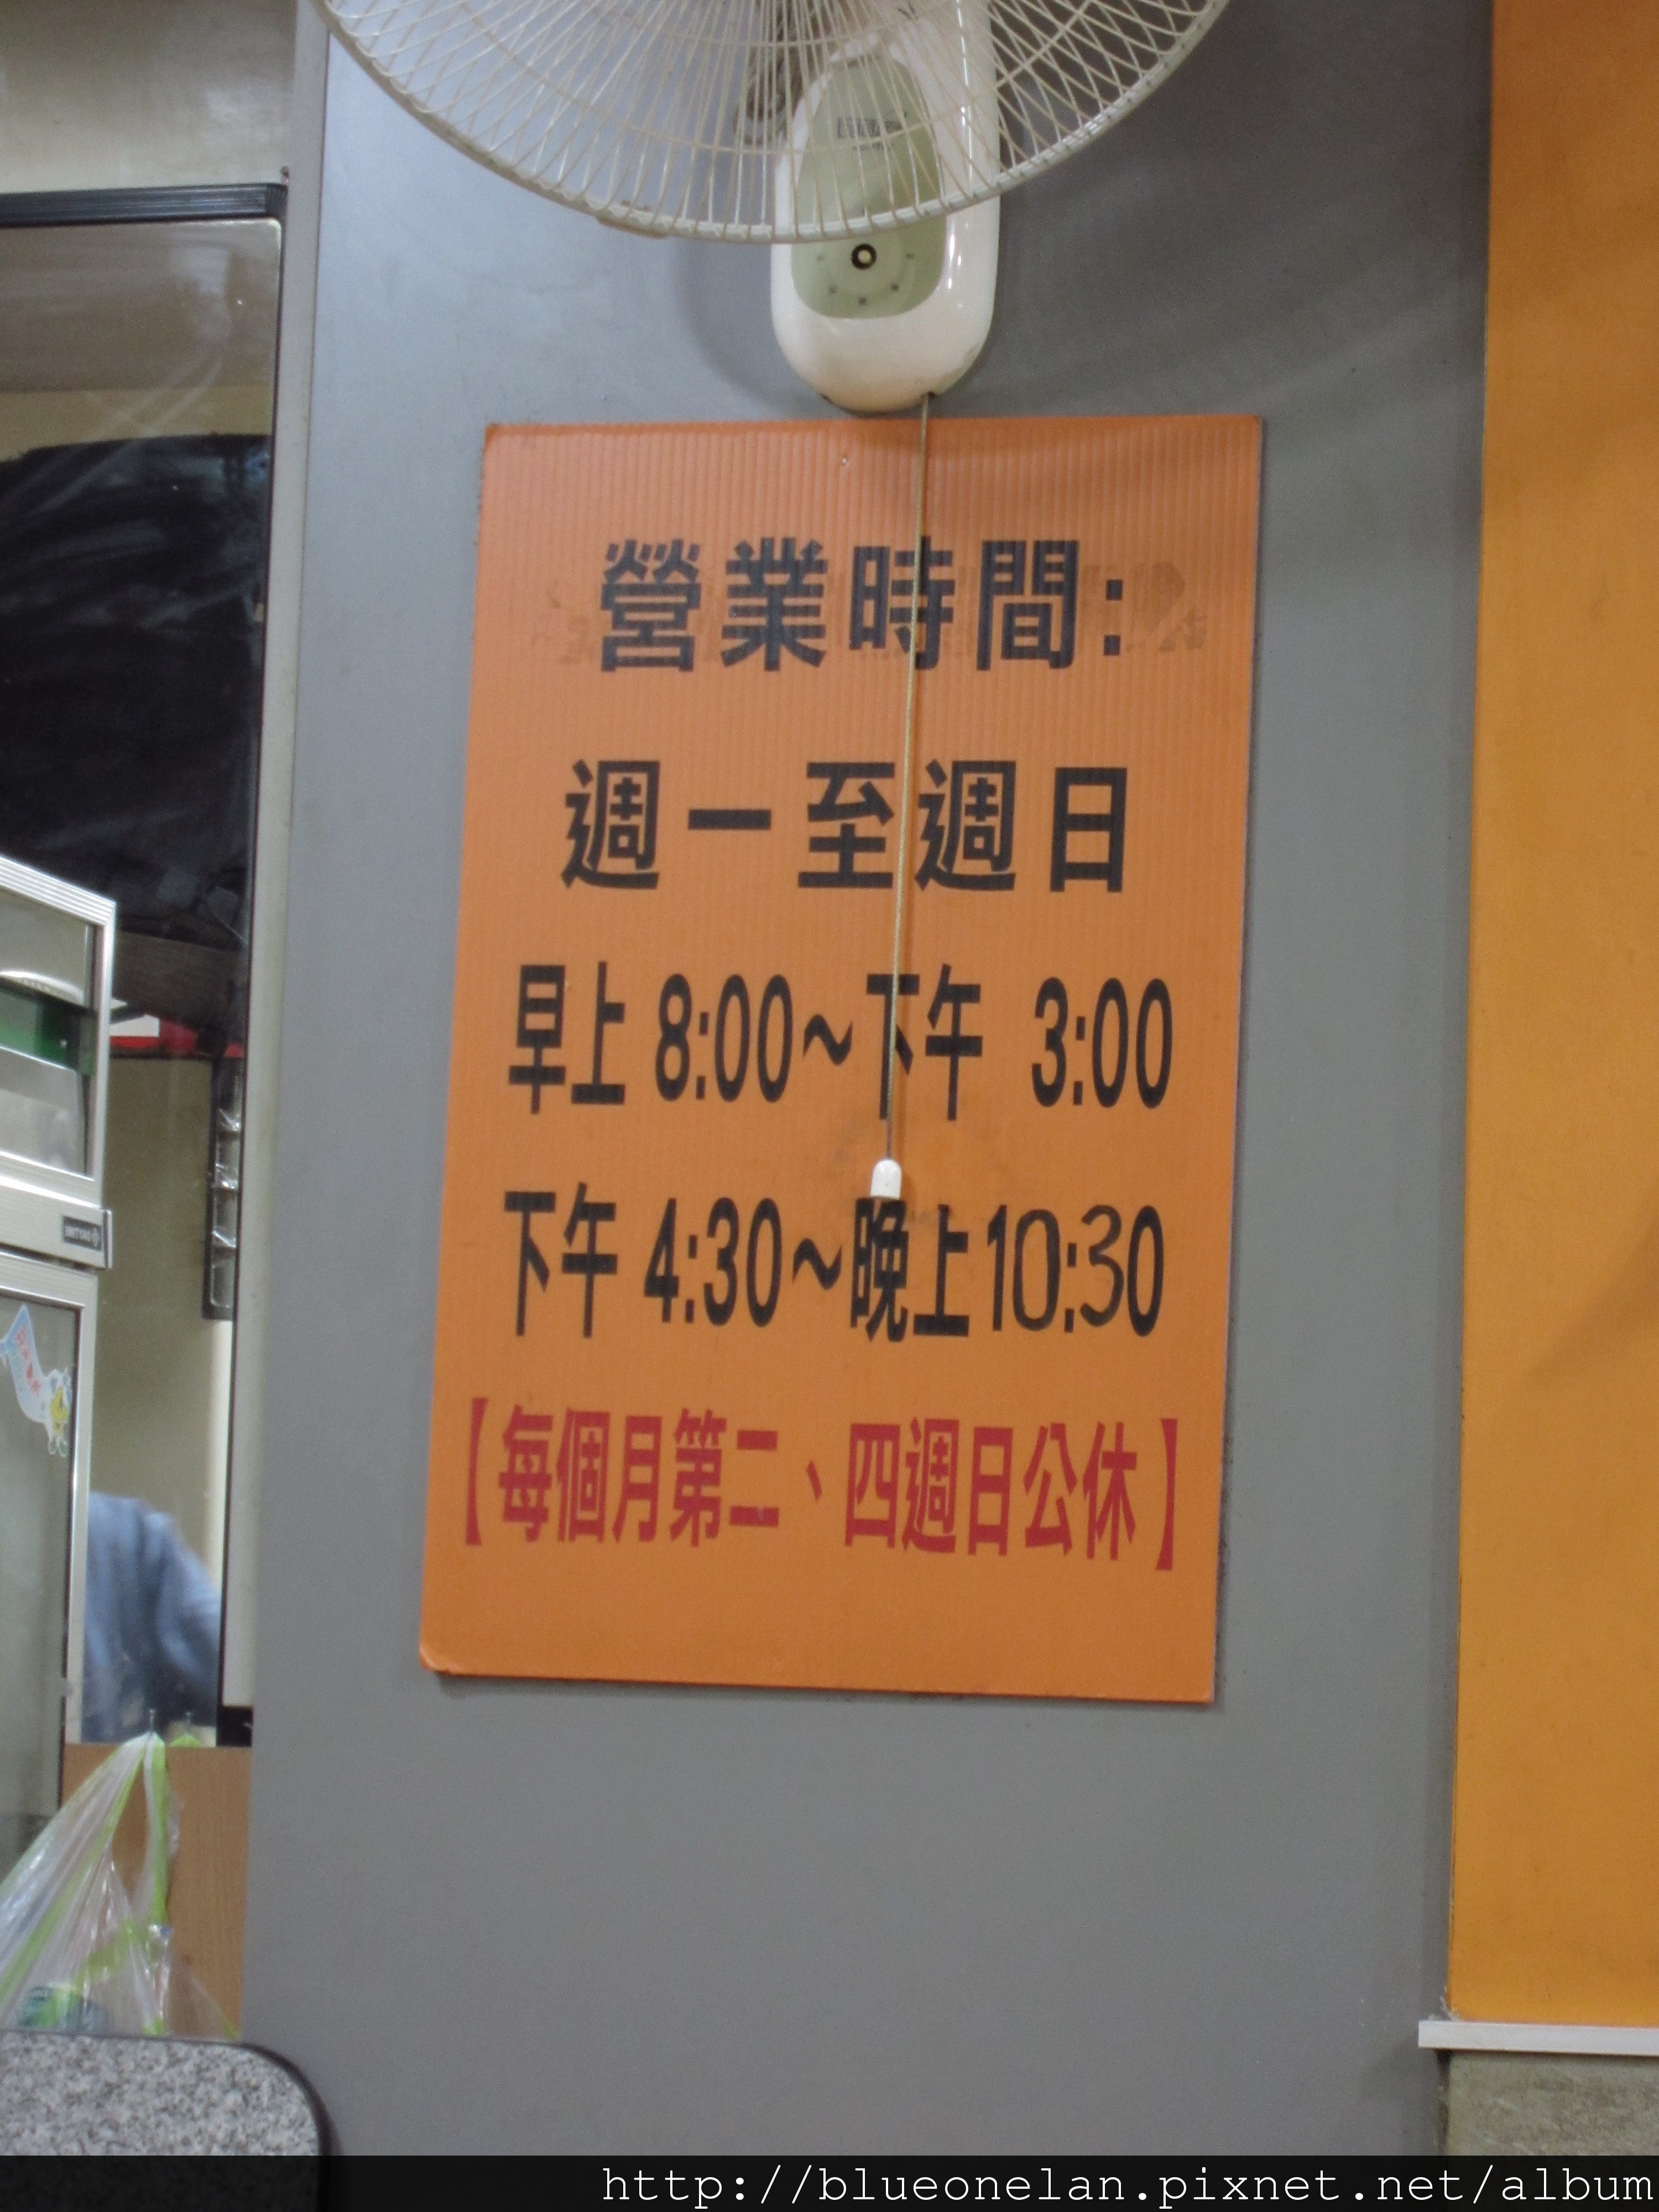 營業時間:
週一至週日
早上 8:00~下午 3:00
下午 4:30~晚上10:30
【每個月第二、四週日公休】
http://blueonelan.pixnet.net/album